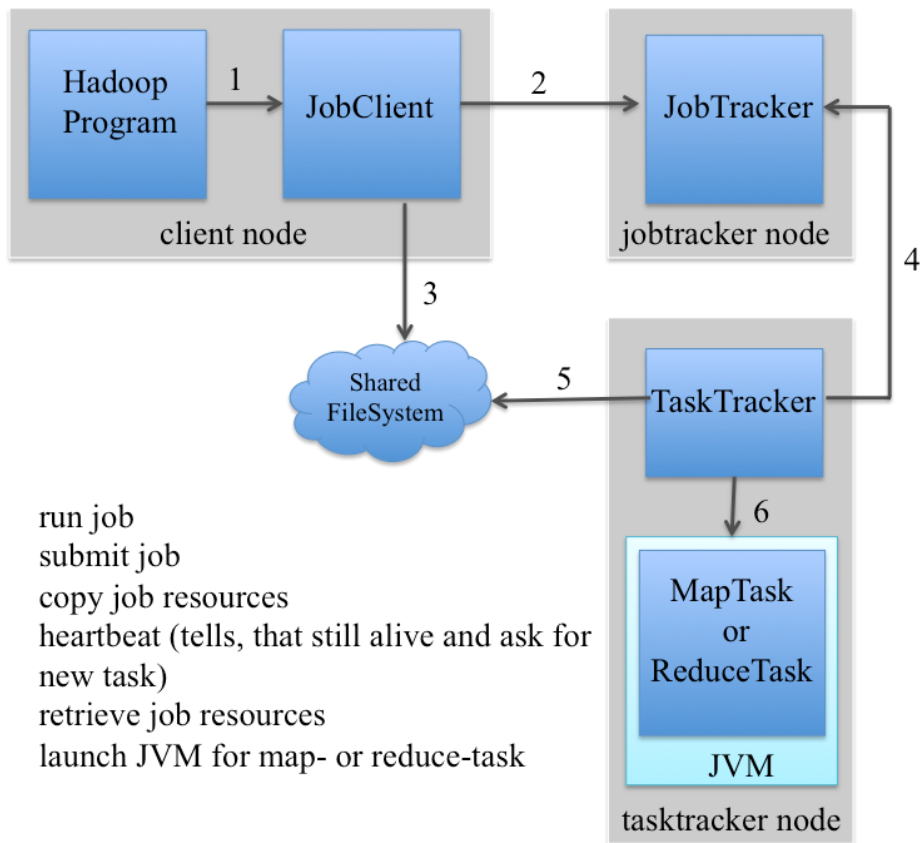 Hadoop
Program
1
JobClient
2
JobTracker
client node
jobtracker node
3
4
Shared
FileSystem
5
TaskTracker
6
MapTask
or
ReduceTask
JVM
tasktracker node
run job
submit job
copy job resources
heartbeat (tells, that still alive and ask for
new task)
retrieve job resources
launch JVM for map- or reduce-task